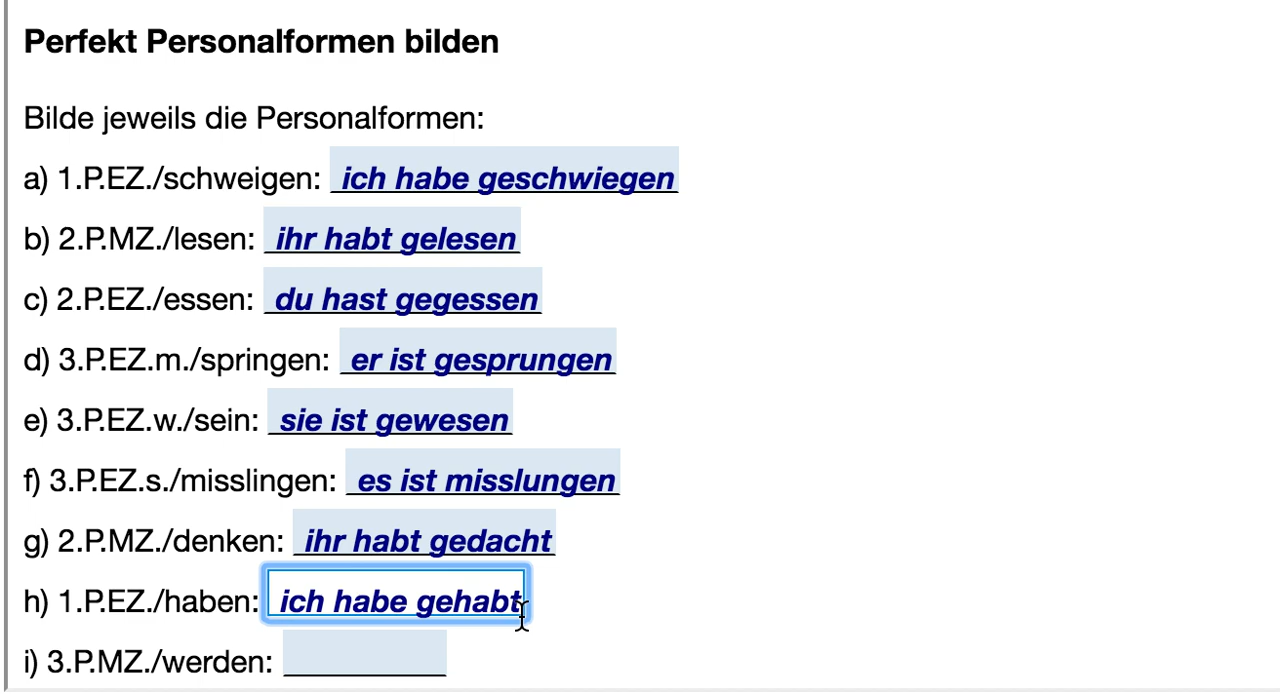 Perfekt Personalformen bilden
Bilde jeweils die Personalformen:
a) 1.P.EZ./schweigen: ich habe geschwiegen
b) 2.P.MZ./lesen: ihr habt gelesen
c) 2.P.EZ./essen: du hast gegessen
d) 3.P.EZ.m./springen: er ist gesprungen
e) 3.P.EZ.w./sein: sie ist gewesen
f) 3.P.EZ.s./misslingen: es ist misslungen
g) 2.P.MZ./denken: ihr habt gedacht
h) 1.P.EZ./haben: ich habe gehabt
i) 3.P.MZ./werden: